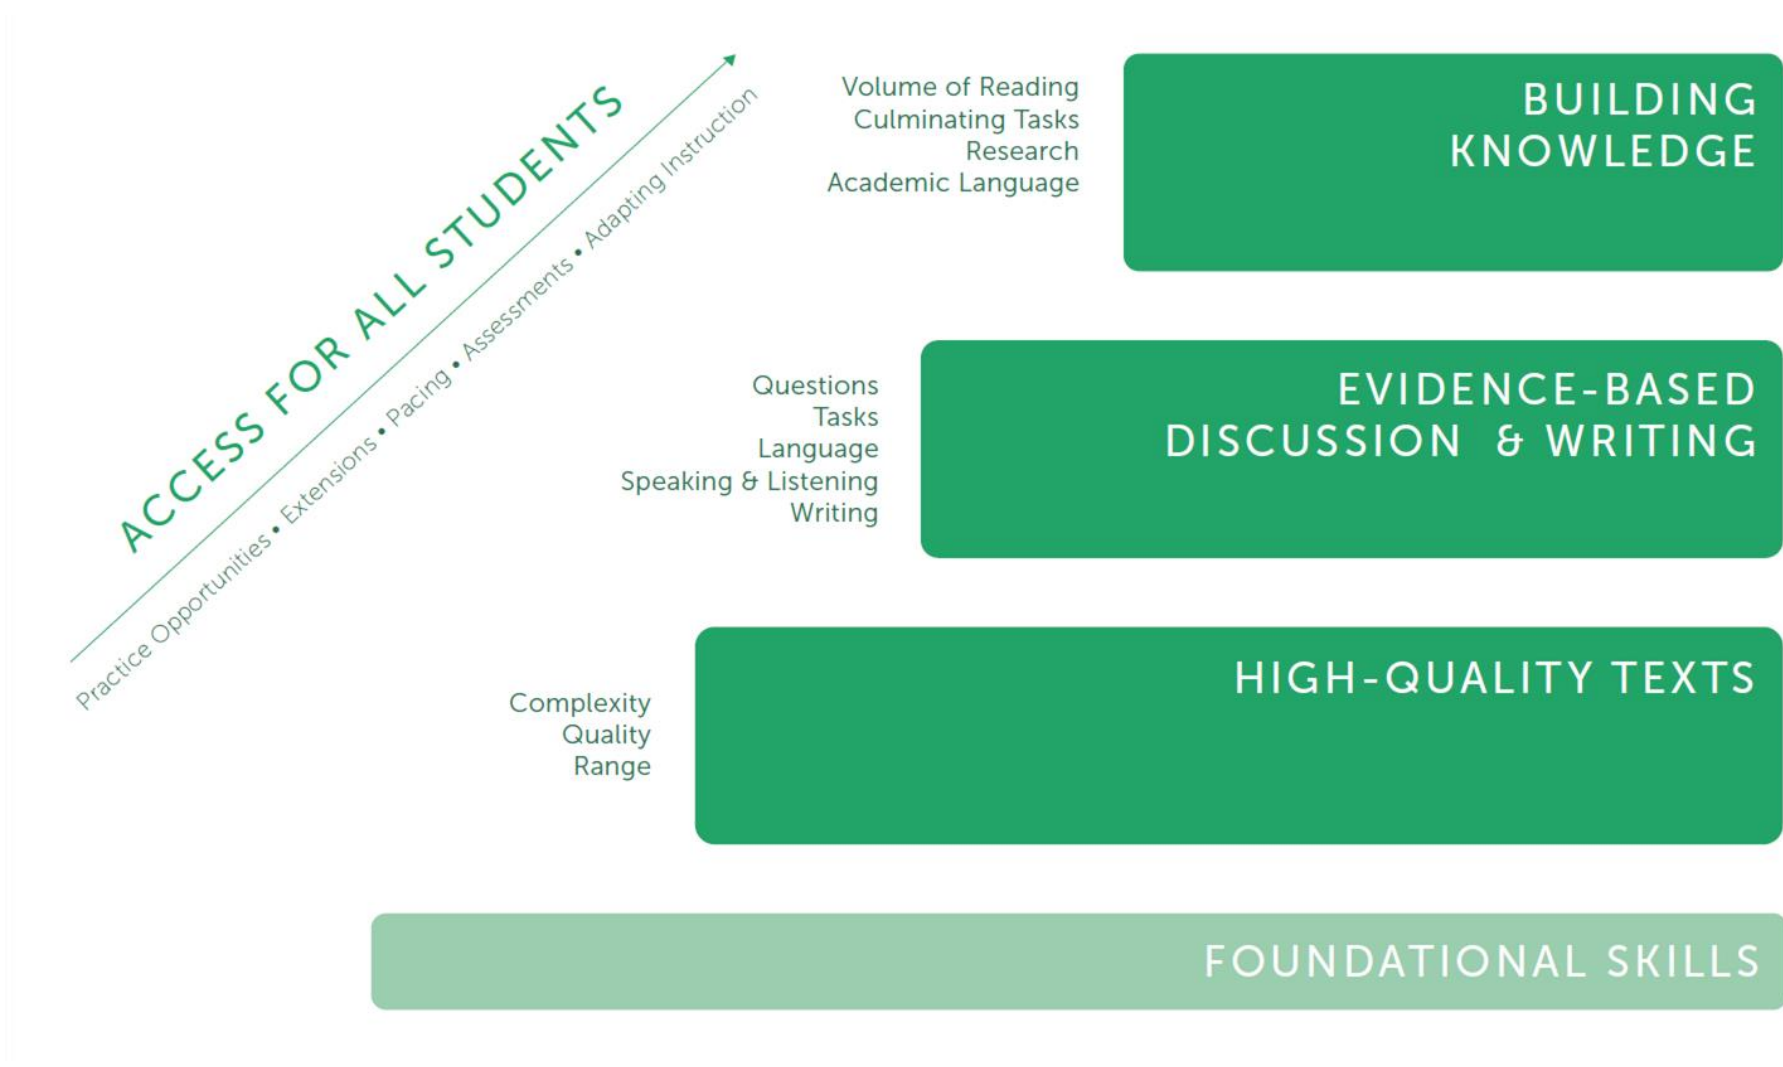 ACCESS FOR ALL STUDENTS
Practice Opportunities • Extensions • Pacing • Assessments • Adapting Instruction
Volume of Reading
Culminating Tasks
Research
Academic Language
BUILDING
KNOWLEDGE
Questions
Tasks
Language
Speaking & Listening
Writing
EVIDENCE-BASED
DISCUSSION & WRITING
Complexity
Quality
Range
HIGH-QUALITY TEXTS
FOUNDATIONAL SKILLS